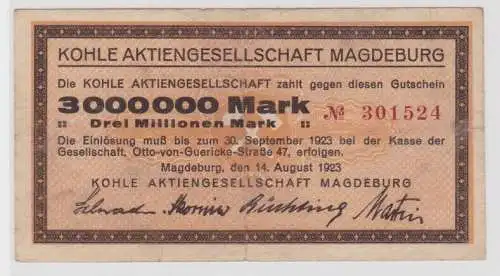 KOHLE AKTIENGESELLSCHAFT MAGDEBURG
Die KOHLE AKTIENGESELLSCHAFT zahlt gegen diesen Gutschein
3000000 Mark № 301524
:: Drei Millionen Mark ::
Die Einlösung muß bis zum 30. September 1923 bei der Kasse der
Gesellschaft, Otto-von-Guericke-Straße 47, erfolgen.
Magdeburg, den 14. August 1923
KOHLE AKTIENGESELLSCHAFT MAGDEBURG